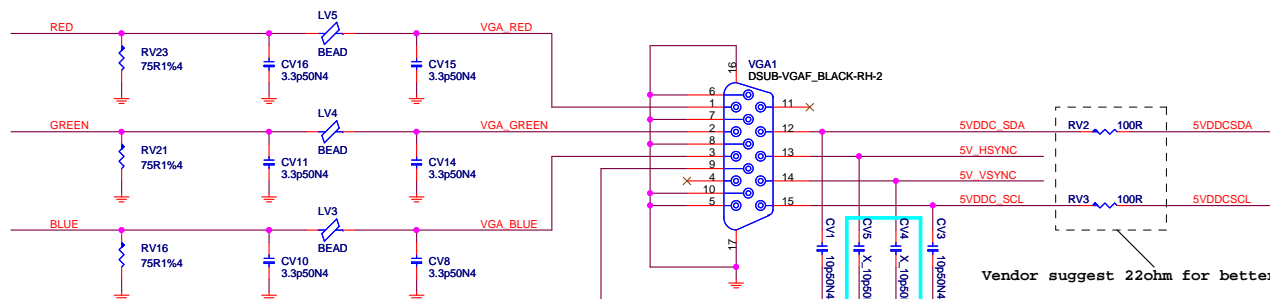 RED
RV23
75R1%4
CV16
3.3p50N4
LV5
BEAD
CV15
3.3p50N4
VGA_RED
GREEN
RV21
75R1%4
CV11
3.3p50N4
LV4
BEAD
CV14
3.3p50N4
VGA_GREEN
BLUE
RV16
75R1%4
CV10
3.3p50N4
LV3
BEAD
CV8
3.3p50N4
VGA_BLUE
VGA1
DSUB-VGAF_BLACK-RH-2
16
6
1
7
2
8
3
9
4
10
5
17
11
12
13
14
15
5VDDC_SDA
5V_HSYNC
5V_VSYNC
5VDDC_SCL
RV2 100R
5VDDCSDA
RV3 100R
5VDDCSCL
CV1
10p50N4
CV5
X_10p50
CV4
X_10p50
CV3
10p50N4
Vendor suggest 22ohm for better